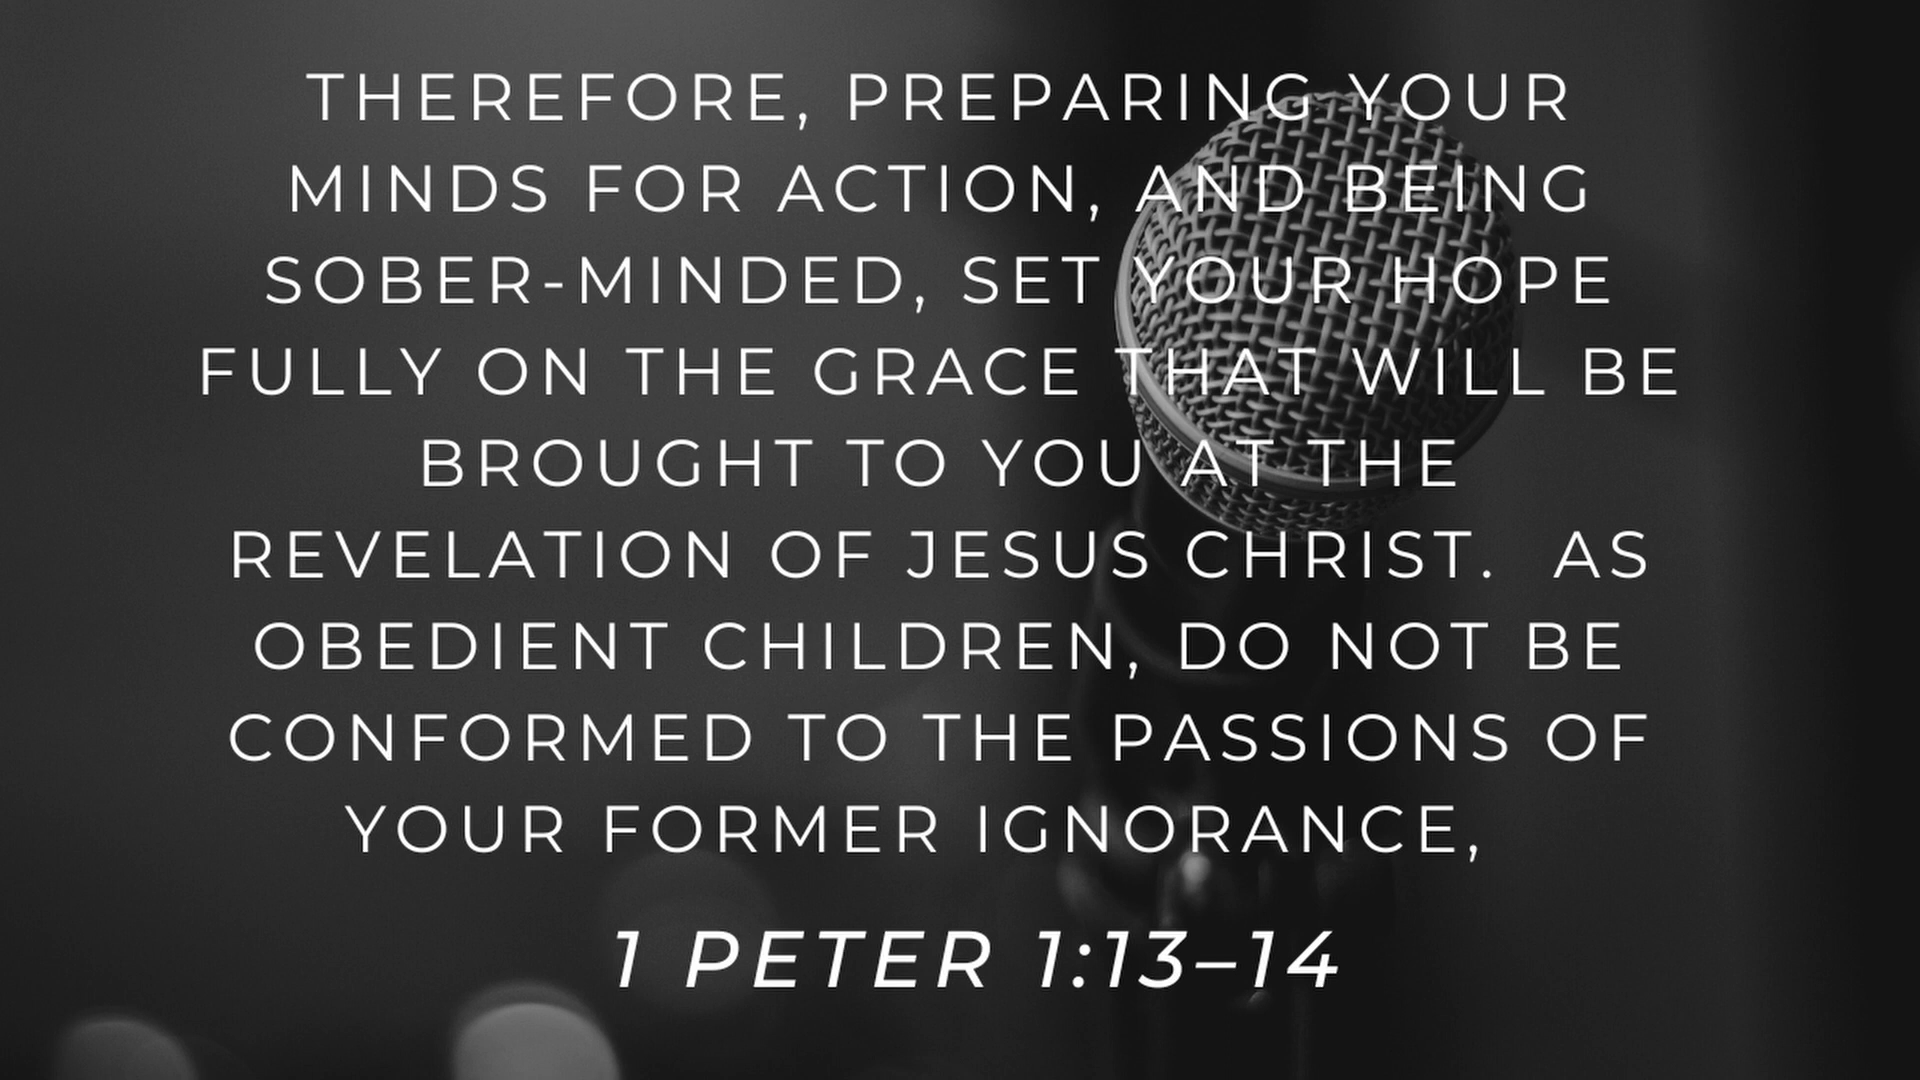 THEREFORE, PREPARING YOUR
MINDS FOR ACTION, AND BEING
SOBER-MINDED, SET YOUR HOPE
FULLY ON THE GRACE THAT WILL BE
BROUGHT TO YOU AT THE
REVELATION OF JESUS CHRIST.  AS
OBEDIENT CHILDREN, DO NOT BE
CONFORMED TO THE PASSIONS OF
YOUR FORMER IGNORANCE,
1 PETER 1:13–14